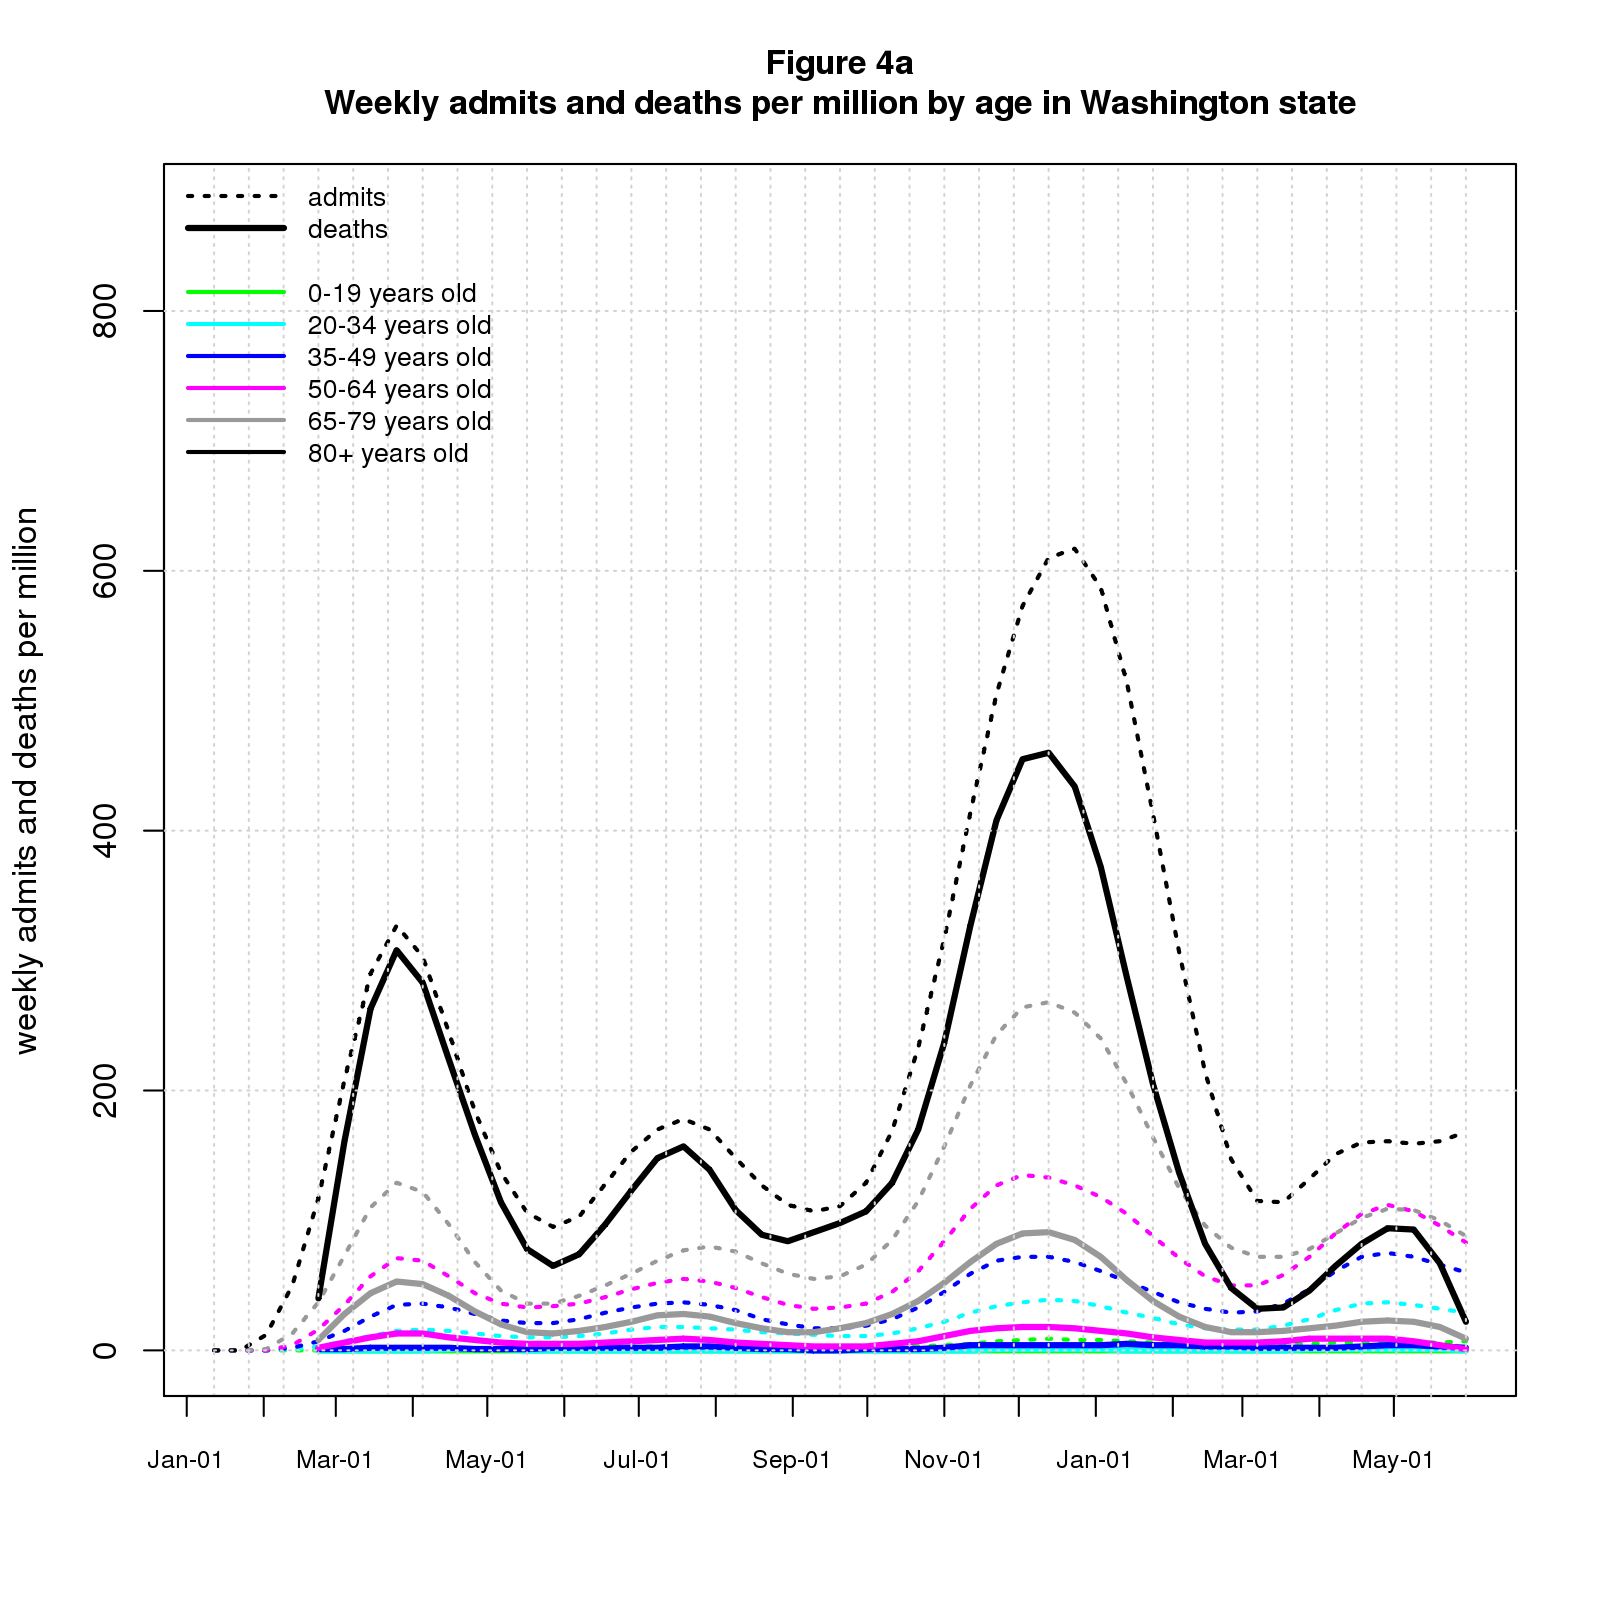 Figure 4a
Weekly admits and deaths per million by age in Washington state
admits
deaths
0-19 years old
20-34 years old
35-49 years old
50-64 years old
65-79 years old
80+ years old
weekly admits and deaths per million
800
600
400
200
0
Jan-01 Mar-01 May-01 Jul-01 Sep-01 Nov-01 Jan-01 Mar-01 May-01